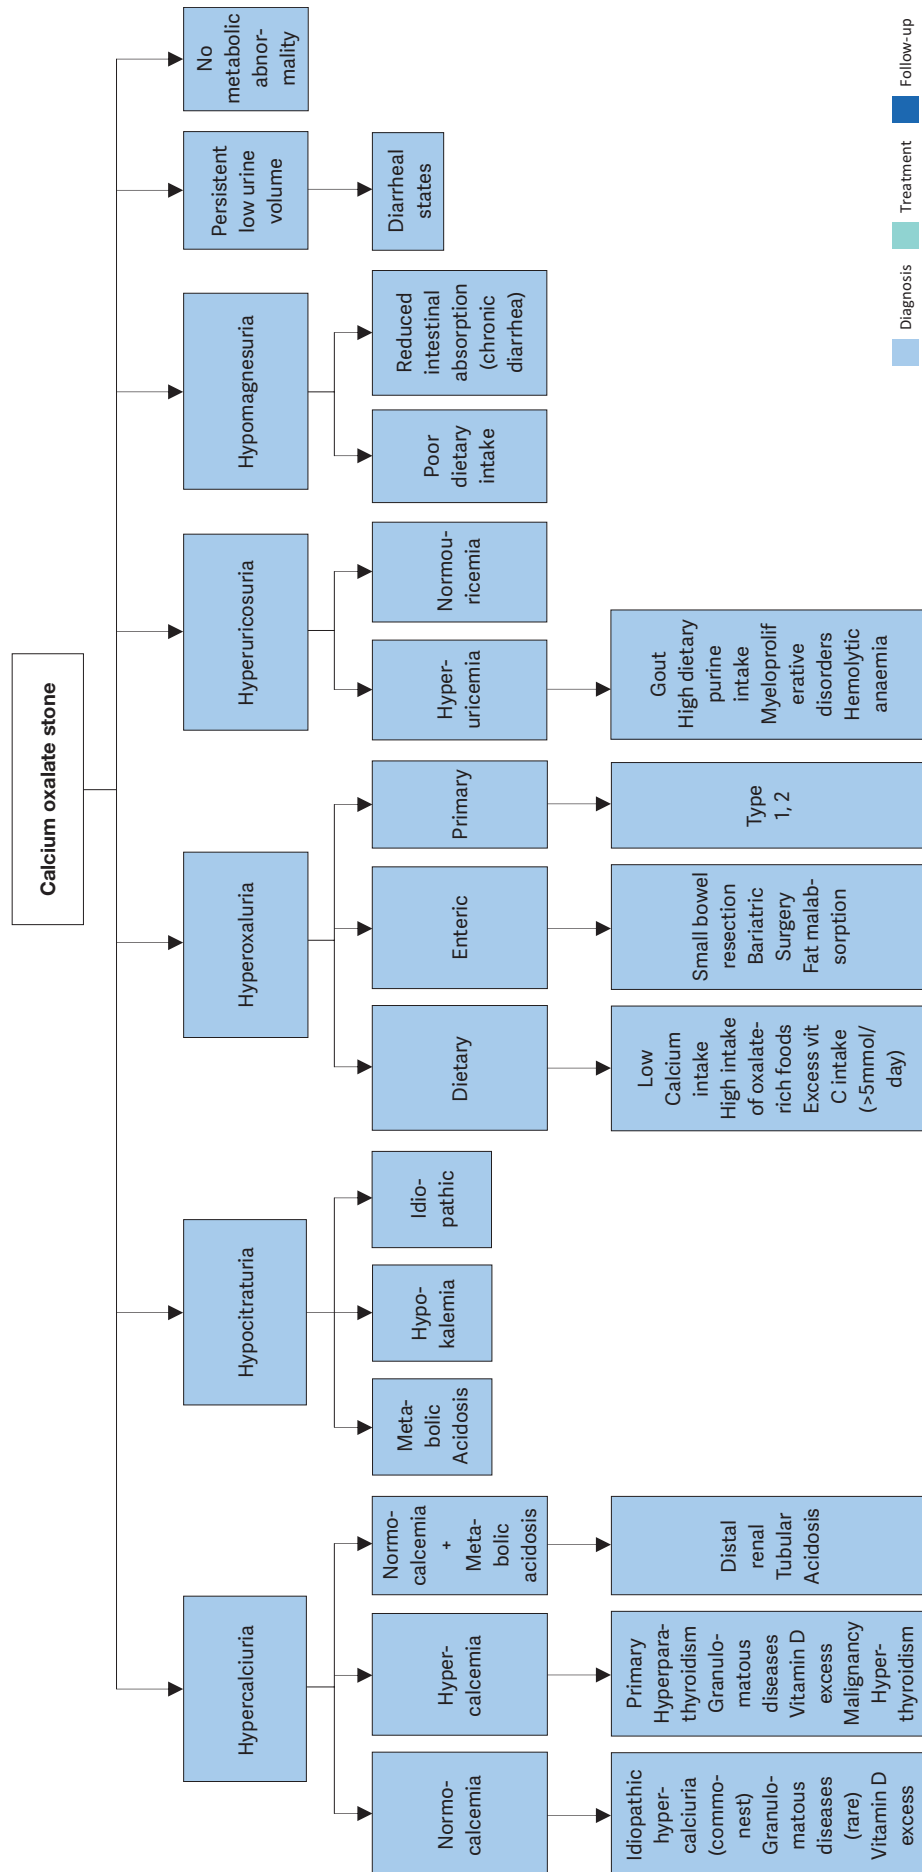 Calcium oxalate stone
Hypercalciuria
Hypocitraturia
Hyperoxaluria
Hyperuricosuria
Hypomagnesuria
Persistent
low urine
volume
No
metabolic
abnor-
mality
Normo-
calcemia
Hyper-
calcemia
Normo-
calcemia
+
Meta-
bolic
acidosis
Meta-
bolic
Acidosis
Hypo-
kalemia
Idio-
pathic
Dietary
Enteric
Primary
Hyper-
uricemia
Normou-
ricemia
Poor
dietary
intake
Reduced
intestinal
absorption
(chronic
diarrhea)
Diarrheal
states
Idiopathic
hyper-
calciuria
(commo-
nest)
Granulo-
matous
diseases
(rare)
Vitamin D
excess
Primary
Hyperpara-
thyroidism
Granulo-
matous
diseases
Vitamin D
excess
Malignancy
Hyper-
thyroidism
Distal
renal
Tubular
Acidosis
Low
Calcium
intake
High intake
of oxalate-
rich foods
Excess vit
C intake
(>5mmol/
day)
Small bowel
resection
Bariatric
Surgery
Fat malab-
sorption
Type
1, 2
Gout
High dietary
purine
intake
Myeloprolif
erative
disorders
Hemolytic
anaemia
Diagnosis
Treatment
Follow-up